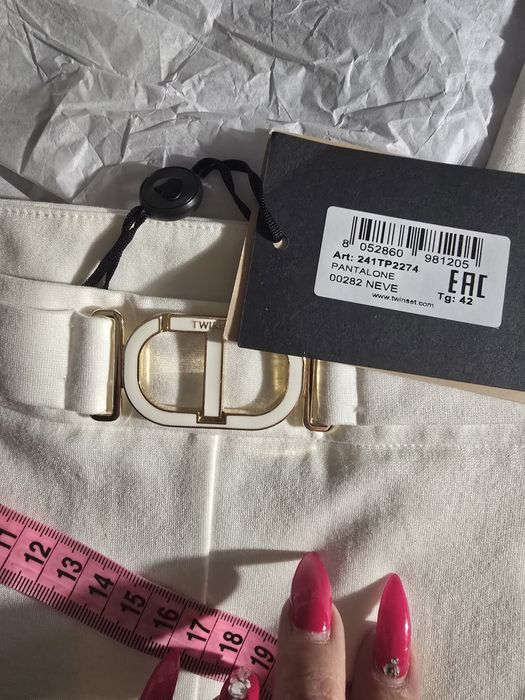 8 052860 981205
Art: 241TP2274
PANTALONE
00282 NEVE
EAC
Tg: 42
www.twinset.com
11 12 13 14 15 16 17 18 19